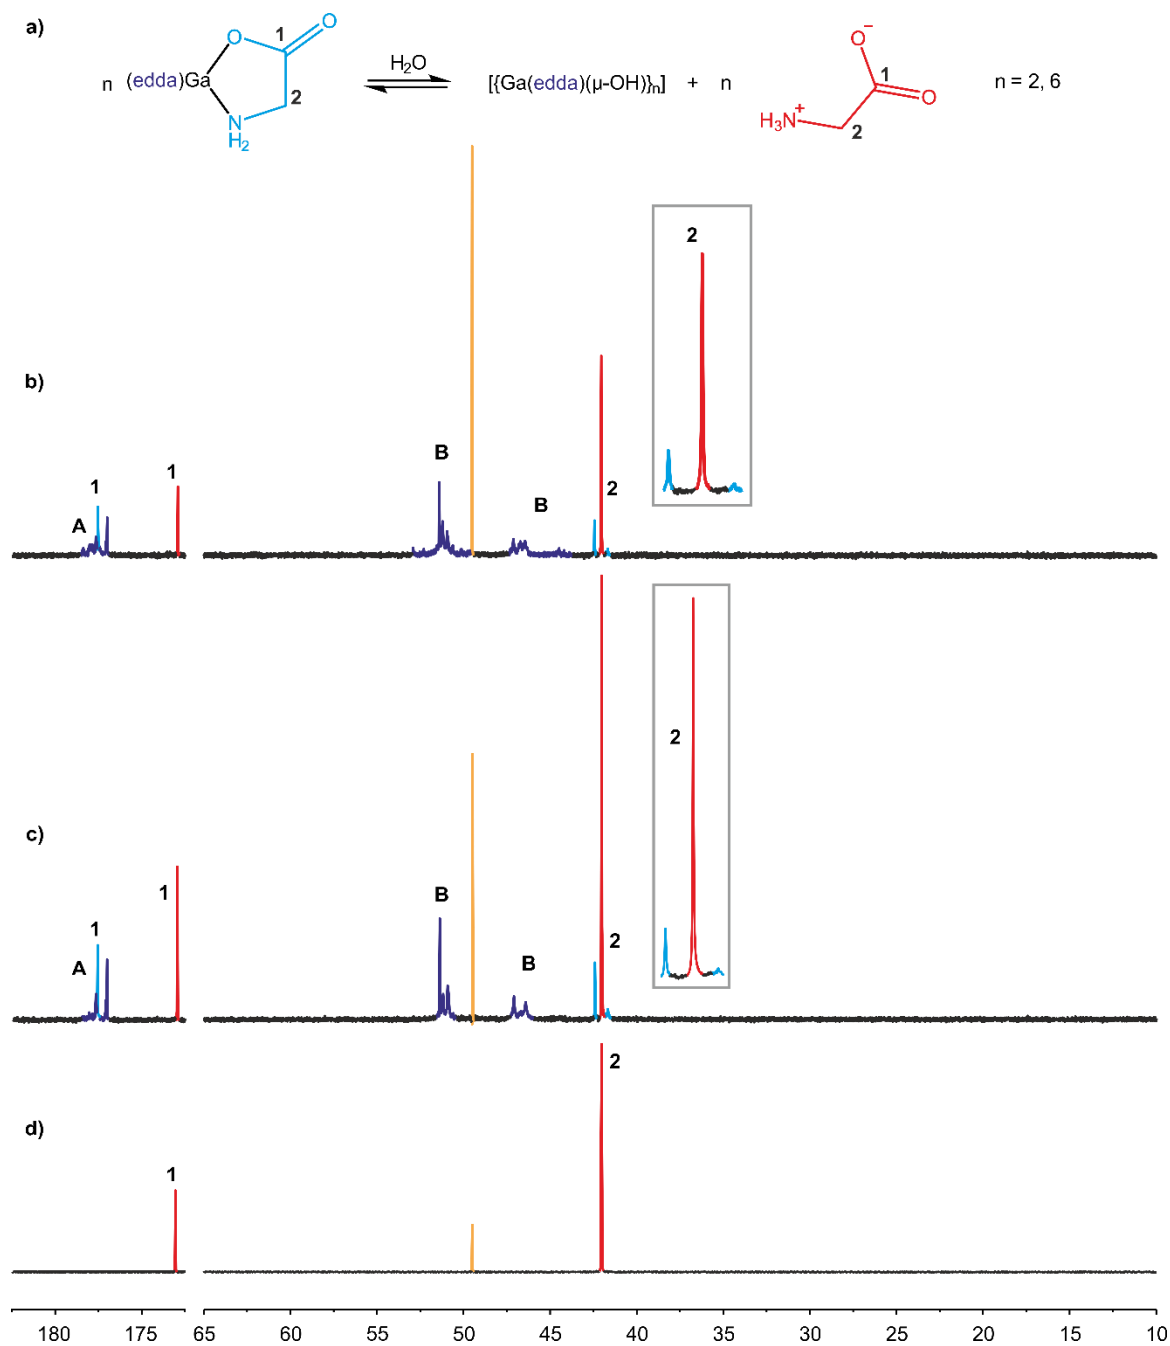 a)
n (edda)Ga
O
1
O
2
N
H2
H2O
[{Ga(edda)(μ-OH)}n] + n
O−
1
O
H3N+
2
n = 2, 6
b)
A
1
1
B
B
2
2
c)
A
1
1
B
B
2
2
d)
1
2
180 175 65 60 55 50 45 40 35 30 25 20 15 10